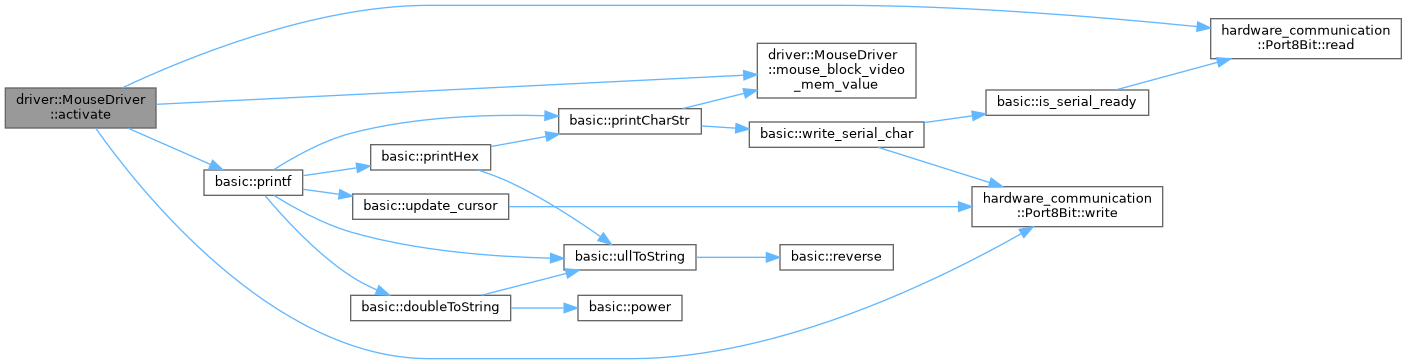 driver::MouseDriver
::activate
basic::printf
basic::printHex
basic::update_cursor
basic::doubleToString
basic::printCharStr
basic::ullToString
basic::power
driver::MouseDriver
::mouse_block_video
_mem_value
basic::write_serial_char
basic::reverse
basic::is_serial_ready
hardware_communication
::Port8Bit::write
hardware_communication
::Port8Bit::read